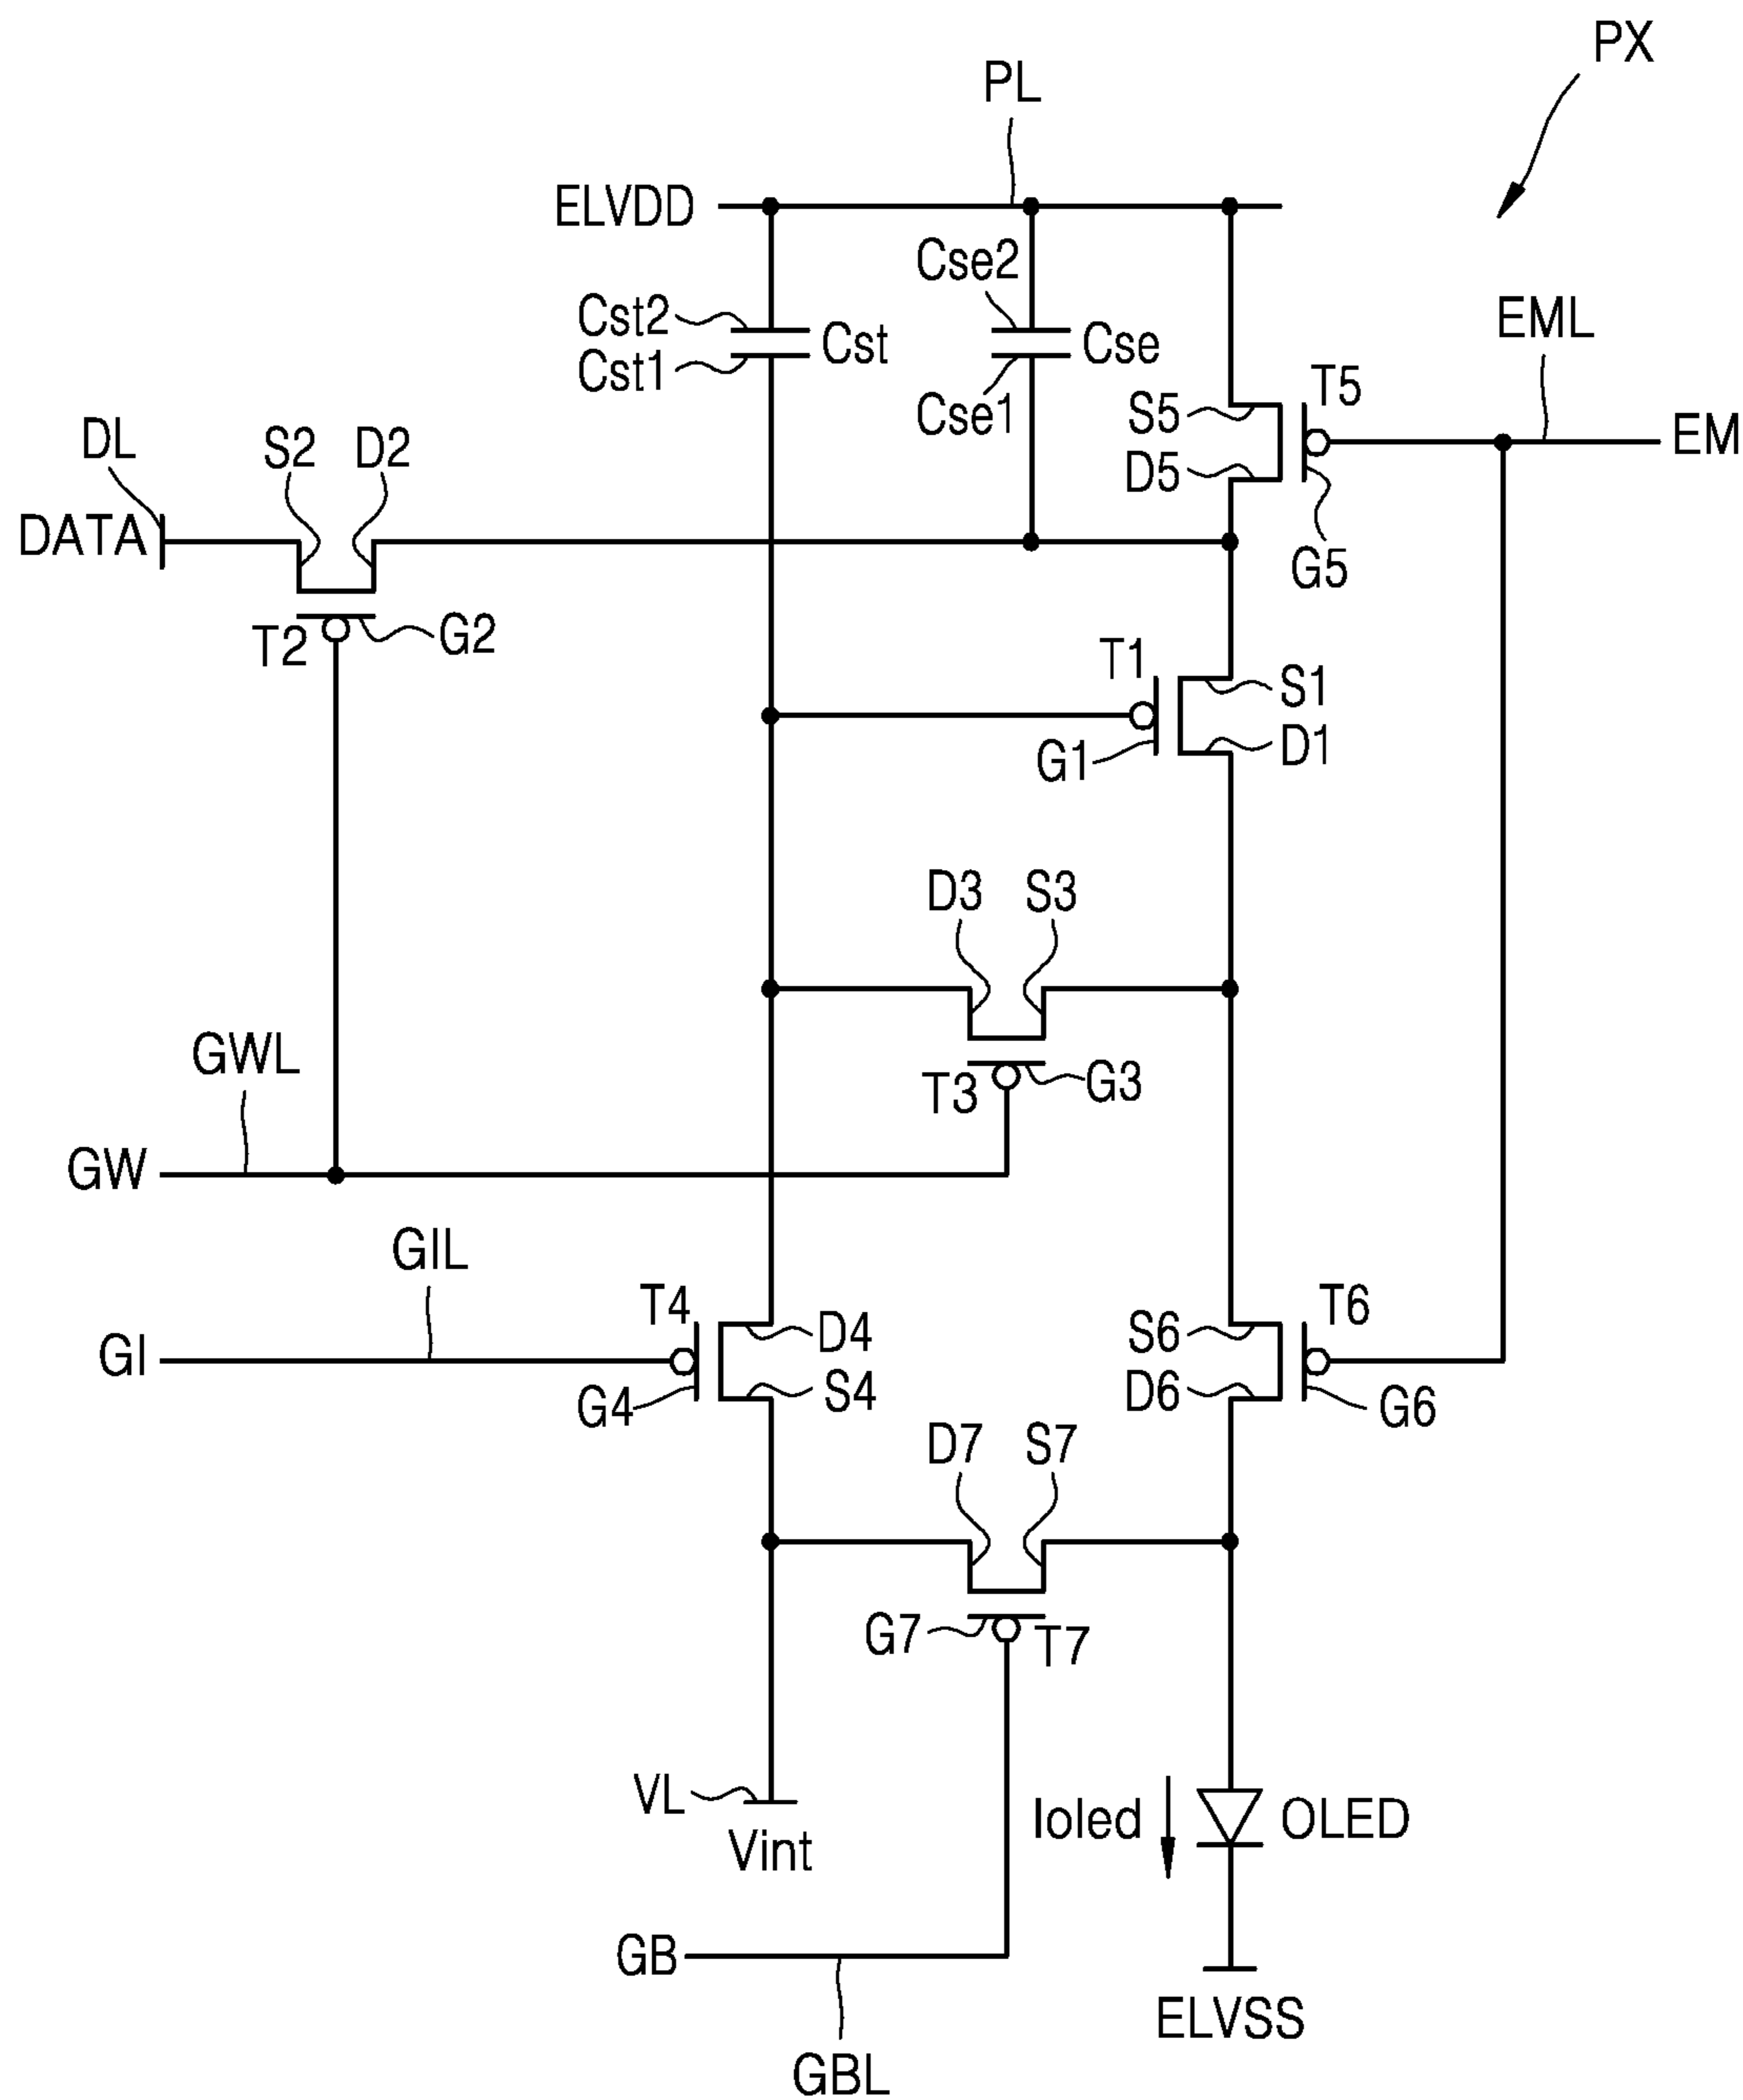 PX
PL
ELVDD
Cse2
Cst2
Cst
Cse
Cst1
Cse1
EML
T5
S5
D5
EM
G5
DL
S2
D2
DATA
T2
G2
T1
S1
G1
D1
D3
S3
T3
G3
GWL
GW
GIL
GI
T4
D4
G4
S4
S6
T6
D6
G6
D7
S7
G7
T7
VL
Vint
Ioled
OLED
GB
ELVSS
GBL